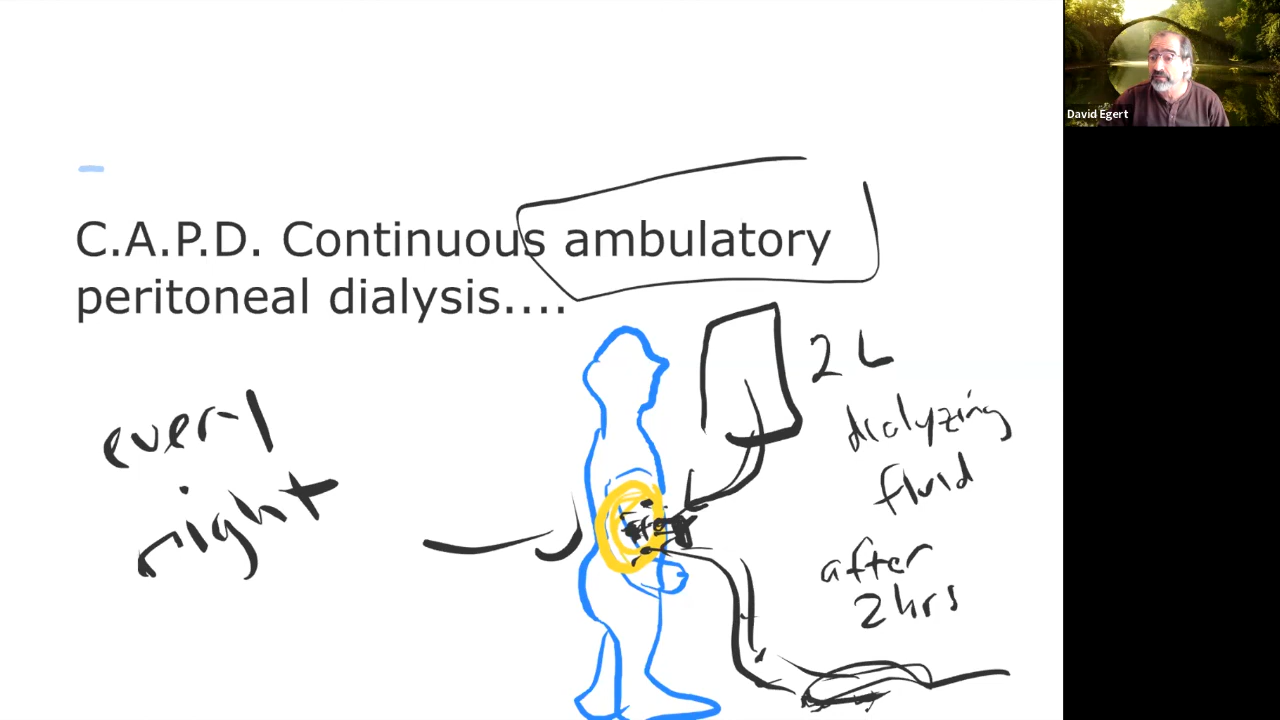 C.A.P.D. Continuous ambulatory
peritoneal dialysis....
every
night
2 L
dialyzing
fluid
after
2 hrs
David Egert